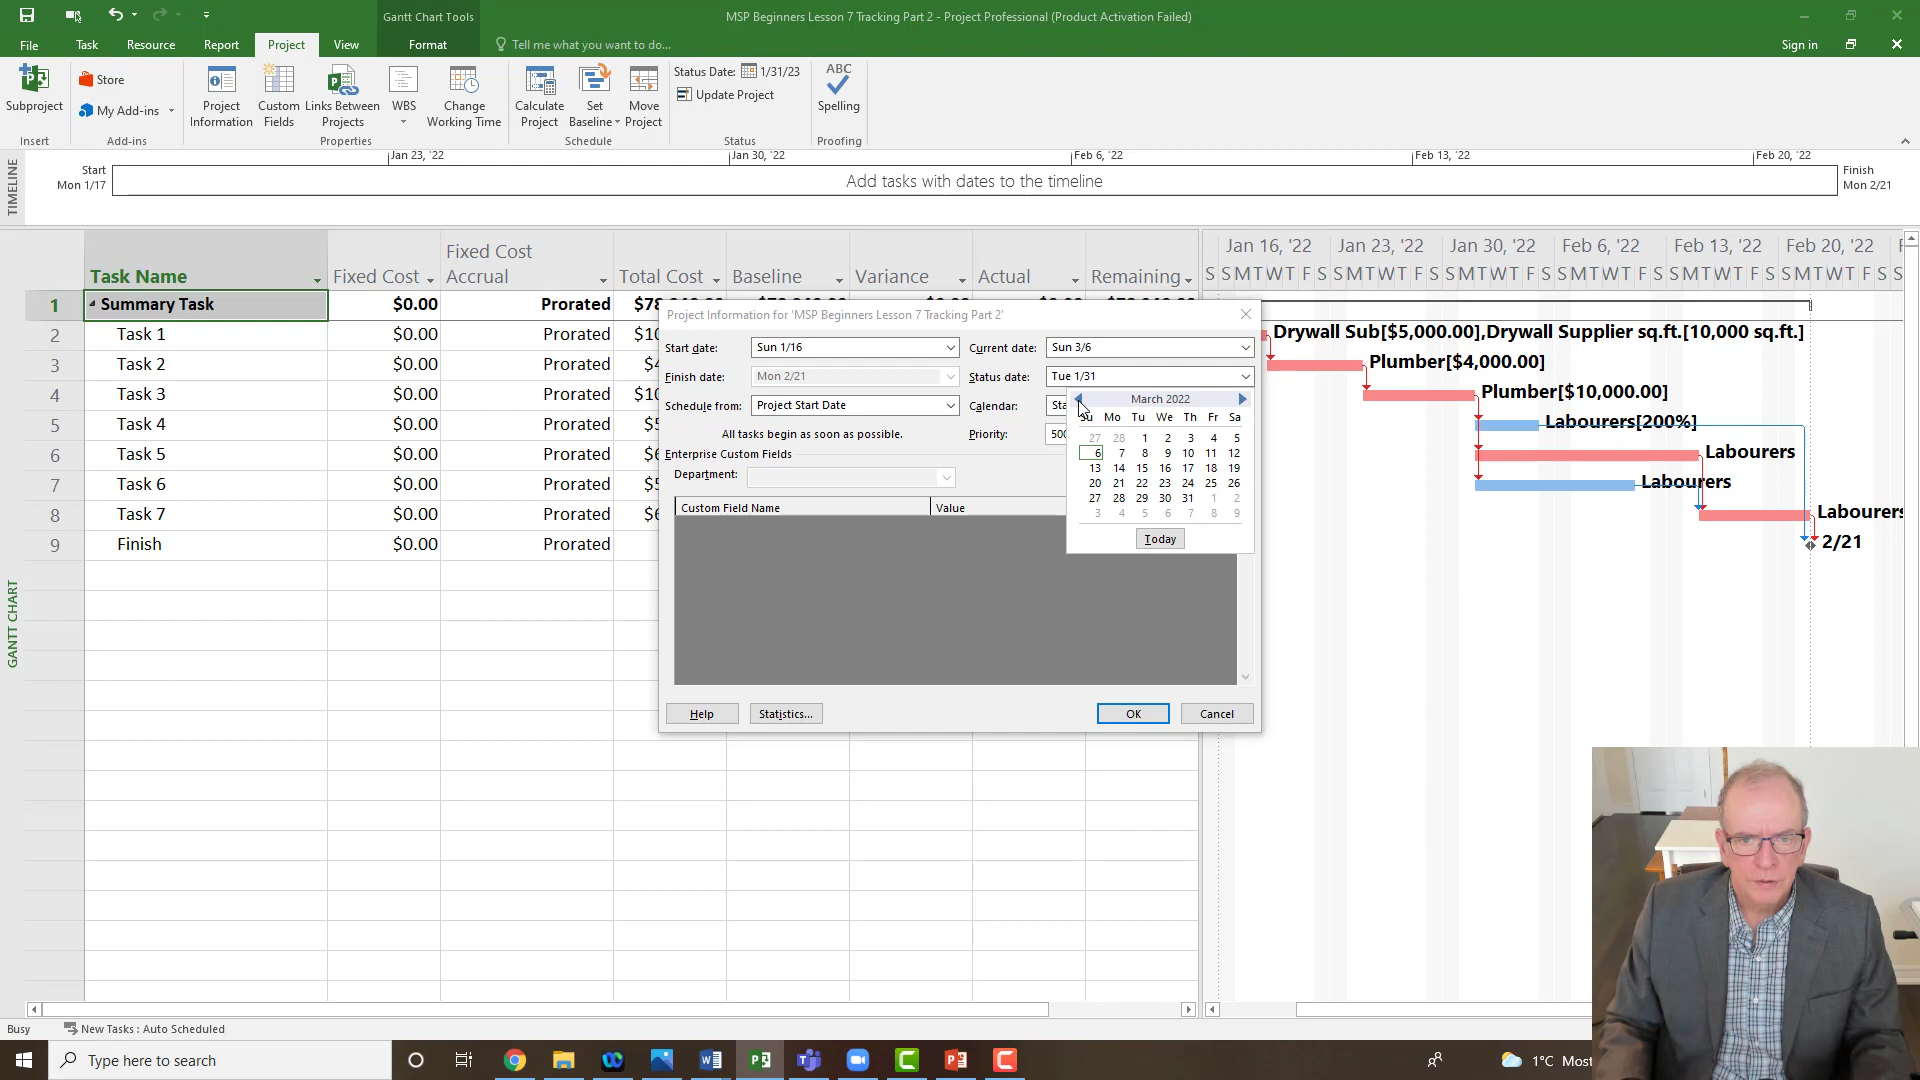 Gantt Chart Tools
MSP Beginners Lesson 7 Tracking Part 2 - Project Professional (Product Activation Failed)
File Task Resource Report Project View Format Tell me what you want to do... Sign in
Subproject
Store
My Add-ins
Project Information
Custom Fields
Links Between Projects
WBS
Change Working Time
Calculate Project
Set Baseline
Move Project
Status Date: 1/31/23
Update Project
ABC
Spelling
Insert Add-ins Properties Schedule Status Proofing
TIMELINE
Start
Mon 1/17
Jan 23, '22 Jan 30, '22 Feb 6, '22 Feb 13, '22 Feb 20, '22
Add tasks with dates to the timeline
Finish
Mon 2/21
Task Name Fixed Cost Fixed Cost Accrual Total Cost Baseline Variance Actual Remaining
Jan 16, '22 Jan 23, '22 Jan 30, '22 Feb 6, '22 Feb 13, '22 Feb 20, '22 F
S S M T W T F S S M T W T F S S M T W T F S S M T W T F S S M T W T F S S M T W T F S
1 Summary Task $0.00 Prorated
2 Task 1 $0.00 Prorated
3 Task 2 $0.00 Prorated
4 Task 3 $0.00 Prorated
5 Task 4 $0.00 Prorated
6 Task 5 $0.00 Prorated
7 Task 6 $0.00 Prorated
8 Task 7 $0.00 Prorated
9 Finish $0.00 Prorated
GANTT CHART
Project Information for 'MSP Beginners Lesson 7 Tracking Part 2'
Start date: Sun 1/16 Current date: Sun 3/6
Finish date: Mon 2/21 Status date: Tue 1/31
Schedule from: Project Start Date Calendar: Sta
All tasks begin as soon as possible. Priority: 500
Enterprise Custom Fields
Department:
Custom Field Name Value
March 2022
Su Mo Tu We Th Fr Sa
27 28 1 2 3 4 5
6 7 8 9 10 11 12
13 14 15 16 17 18 19
20 21 22 23 24 25 26
27 28 29 30 31 1 2
3 4 5 6 7 8 9
Today
Help Statistics... OK Cancel
Drywall Sub[$5,000.00],Drywall Supplier sq.ft.[10,000 sq.ft.]
Plumber[$4,000.00]
Plumber[$10,000.00]
Labourers[200%]
Labourers
Labourers
Labourers
2/21
Busy New Tasks : Auto Scheduled
Type here to search
1°C